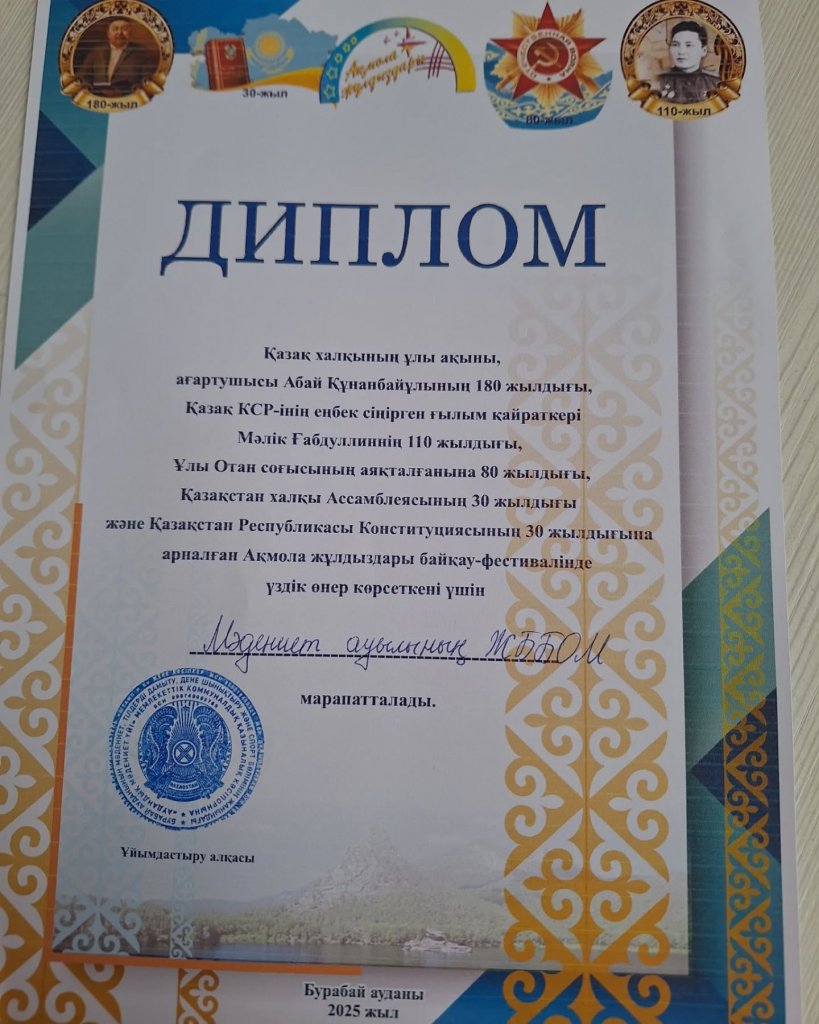 180-жыл
30-жыл
Ақмола
жұлдыздары
ОТЕЧЕСТВЕННАЯ ВОЙНА
80-жыл
110-жыл
ДИПЛОМ
Қазақ халқының ұлы ақыны,
ағартушысы Абай Құнанбайұлының 180 жылдығы,
Қазақ КСР-інің еңбек сіңірген ғылым қайраткері
Мәлік Ғабдуллиннің 110 жылдығы,
Ұлы Отан соғысының аяқталғанына 80 жылдығы,
Қазақстан халқы Ассамблеясының 30 жылдығы
және Қазақстан Республикасы Конституциясының 30 жылдығына
арналған Ақмола жұлдыздары байқау-фестивалінде
үздік өнер көрсеткені үшін
Мәдениет ауылының ЖББОМ
марапатталады.
Ұйымдастыру алқасы
Бурабай ауданы
2025 жыл